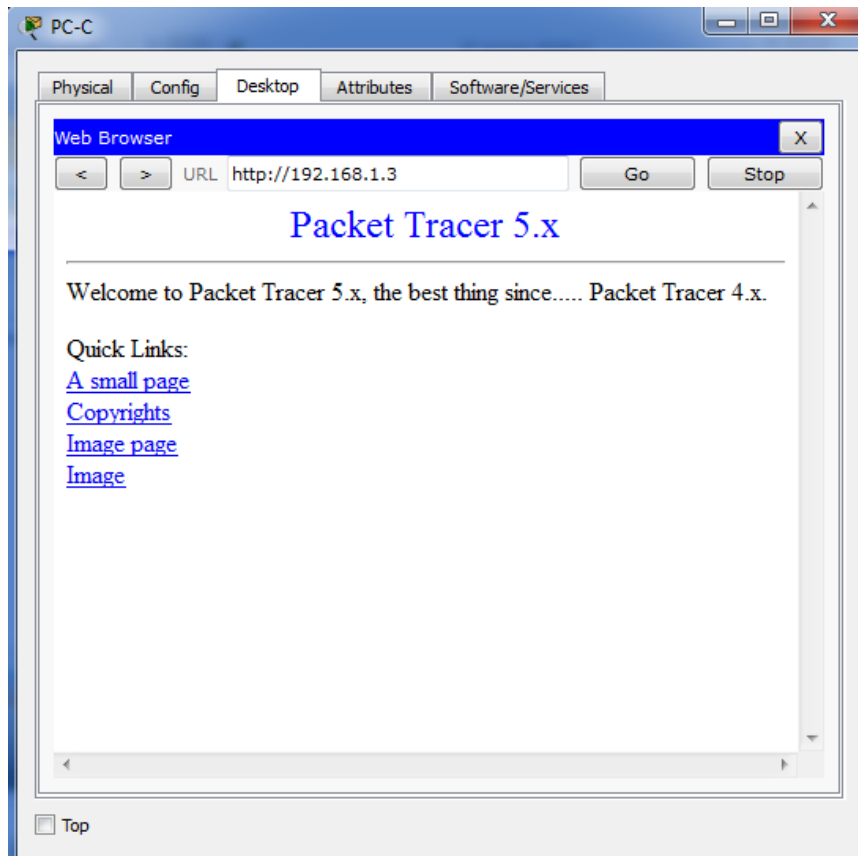 PC-C
Physical Config Desktop Attributes Software/Services
Web Browser X
< > URL http://192.168.1.3 Go Stop
Packet Tracer 5.x
Welcome to Packet Tracer 5.x, the best thing since..... Packet Tracer 4.x.
Quick Links:
A small page
Copyrights
Image page
Image
Top